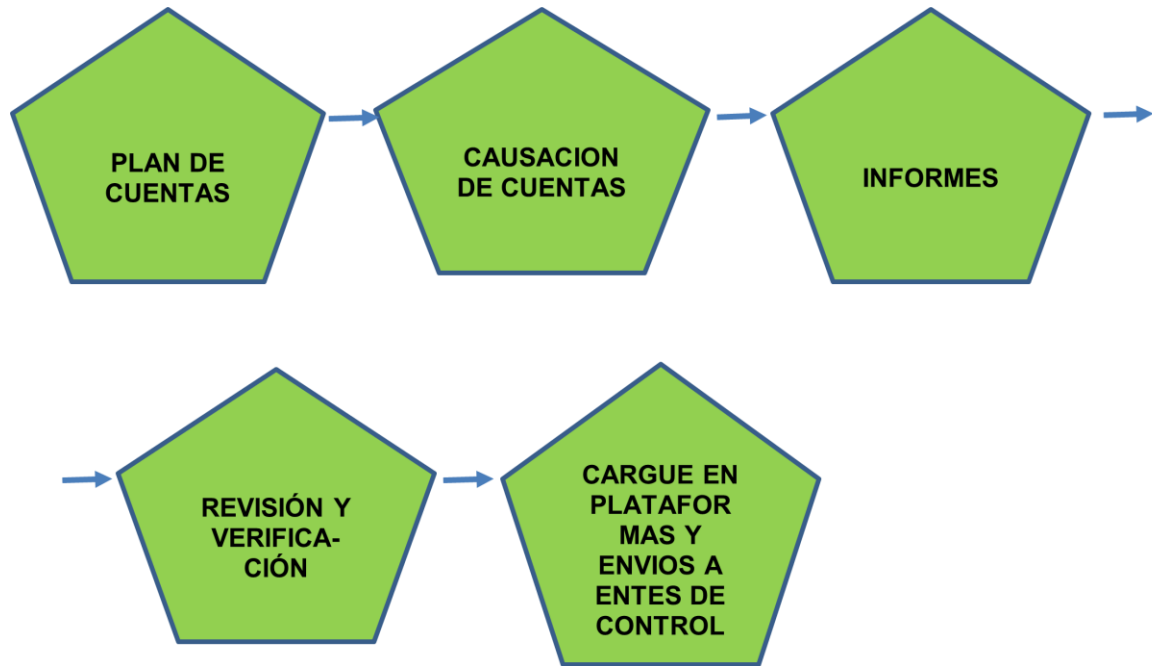 PLAN DE
CUENTAS
CAUSACION
DE CUENTAS
INFORMES
REVISIÓN Y
VERIFICA-
CIÓN
CARGUE EN
PLATAFOR
MAS Y
ENVIOS A
ENTES DE
CONTROL